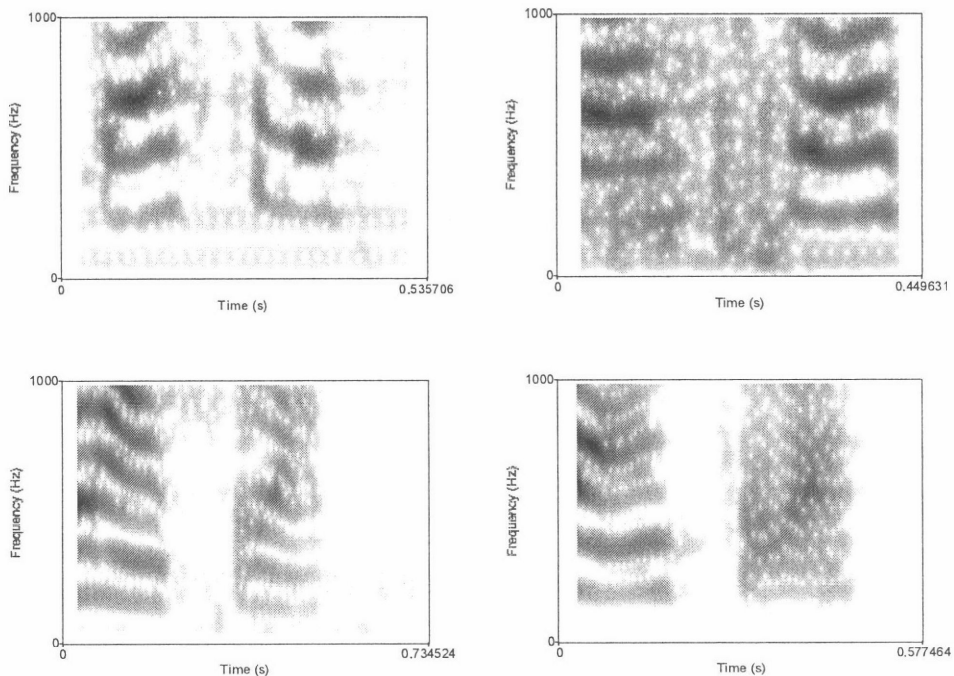 1000
Frequency (Hz)
0
0
0.535706
Time (s)
1000
Frequency (Hz)
0
0
0.449631
Time (s)
1000
Frequency (Hz)
0
0
0.734524
Time (s)
1000
Frequency (Hz)
0
0
0.577464
Time (s)